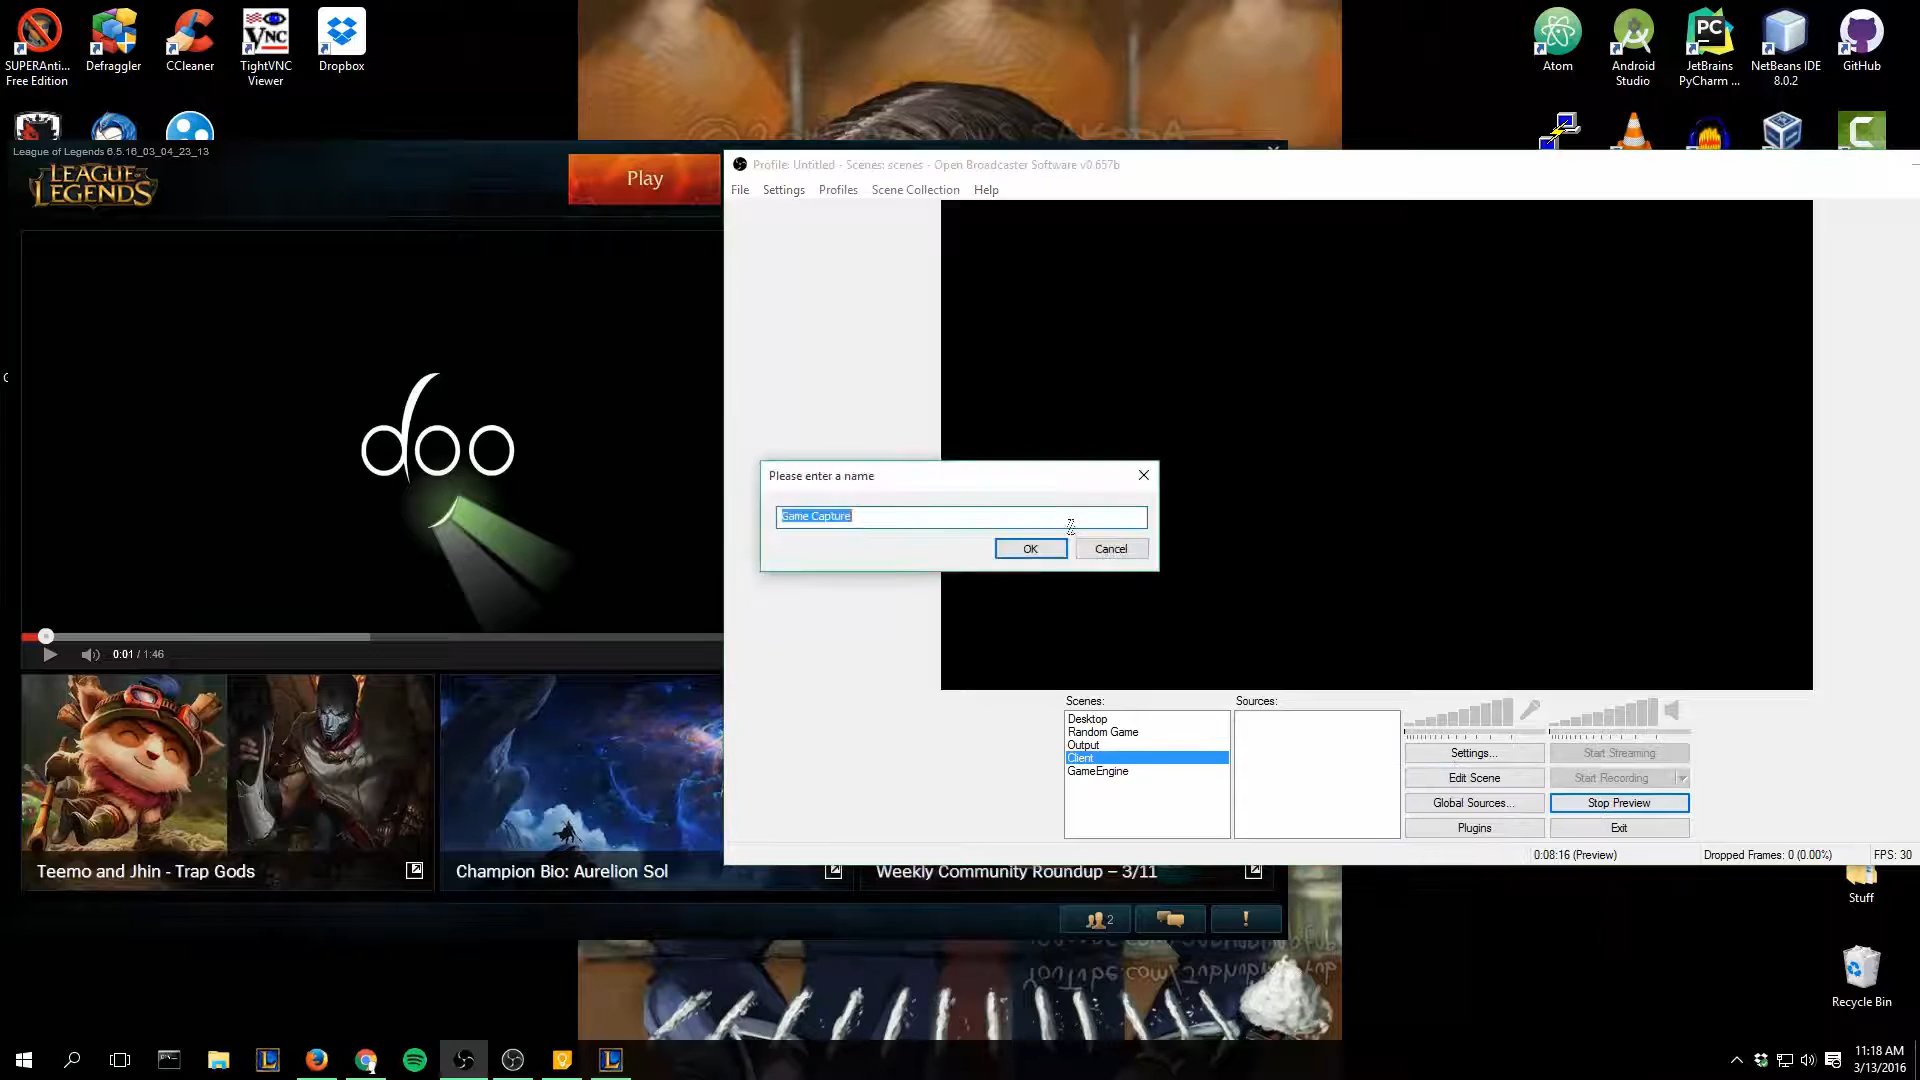 SUPERAnti... Free Edition
Defraggler
CCleaner
TightVNC Viewer
Dropbox
Atom
Android Studio
JetBrains PyCharm ...
NetBeans IDE 8.0.2
GitHub
League of Legends 6.5.16_03_04_23_13
LEAGUE of LEGENDS
Play
Profile: Untitled - Scenes: scenes - Open Broadcaster Software v0.657b
File Settings Profiles Scene Collection Help
doo
Please enter a name
Game Capture
OK Cancel
0:01 / 1:46
Scenes:
Desktop
Random Game
Output
Client
GameEngine
Sources:
Settings...
Start Streaming
Edit Scene
Start Recording
Global Sources...
Stop Preview
Plugins
Exit
0:08:16 (Preview)
Dropped Frames: 0 (0.00%)
FPS: 30
Teemo and Jhin - Trap Gods
Champion Bio: Aurelion Sol
Weekly Community Roundup – 3/11
2
!
Stuff
Recycle Bin
11:18 AM
3/13/2016